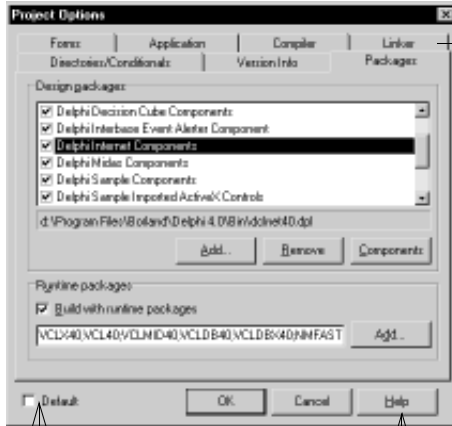 Project Options
Forms Application Compiler Linker
Directories/Conditionals Version Info Packages
Design packages
Delphi Decision Cube Components
Delphi Interbase Event Alerter Component
Delphi Internet Components
Delphi Midas Components
Delphi Sample Components
Delphi Sample Imported ActiveX Controls
d:\Program Files\Borland\Delphi 4.0\Bin\dclnet40.dpl
Add... Remove Components
Runtime packages
Build with runtime packages
VCLX40;VCL40;VCLMID40;VCLDB40;VCLDBX40;NMFAST Add...
Default OK Cancel Help